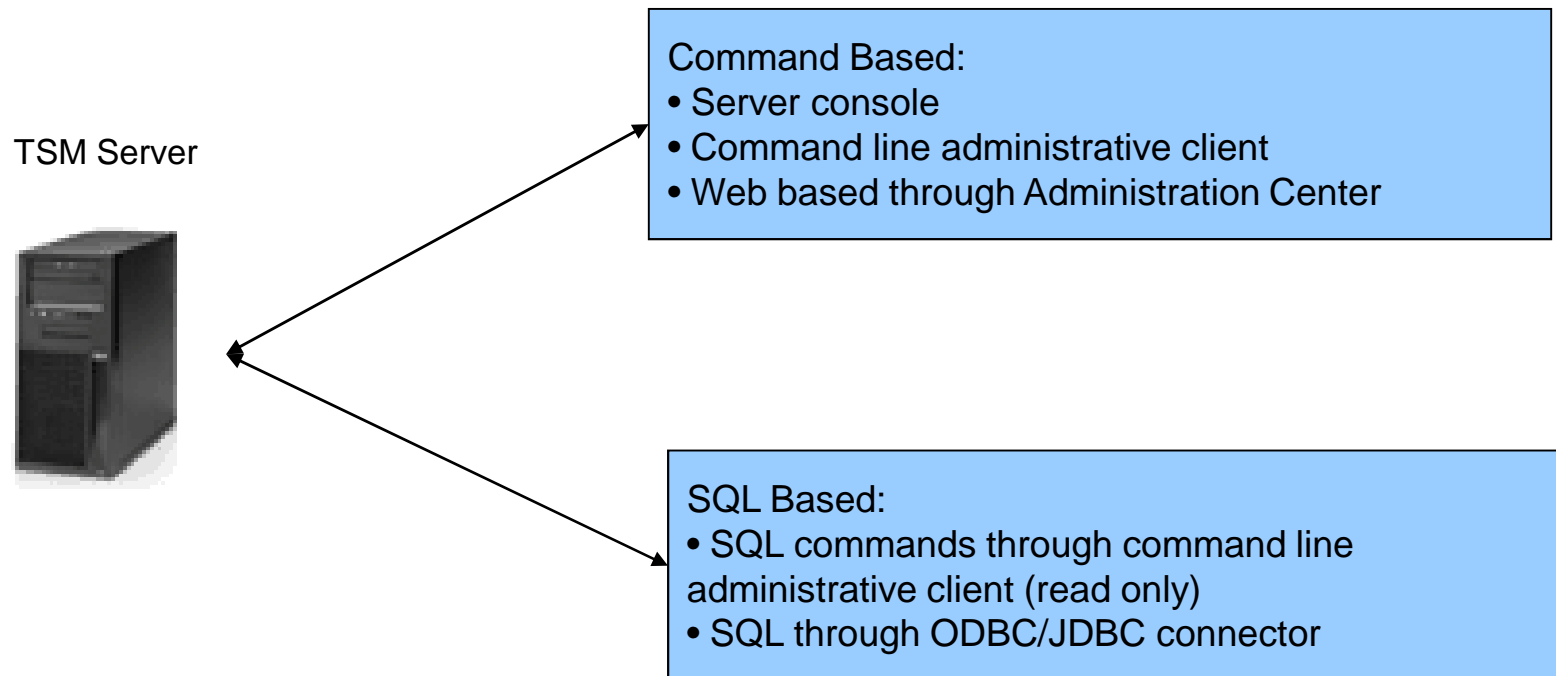 TSM Server
Command Based:
• Server console
• Command line administrative client
• Web based through Administration Center
SQL Based:
• SQL commands through command line
administrative client (read only)
• SQL through ODBC/JDBC connector